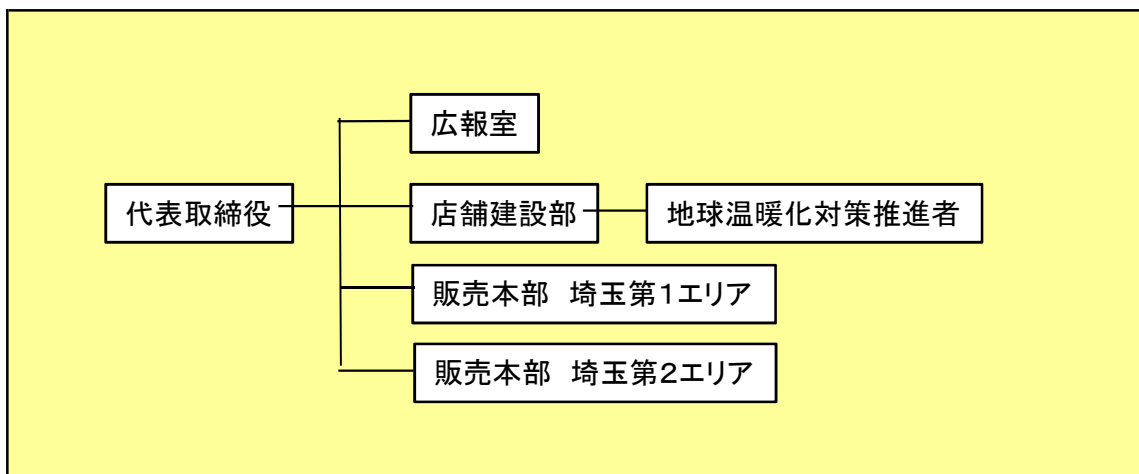 広報室
代表取締役
店舗建設部
地球温暖化対策推進者
販売本部 埼玉第1エリア
販売本部 埼玉第2エリア